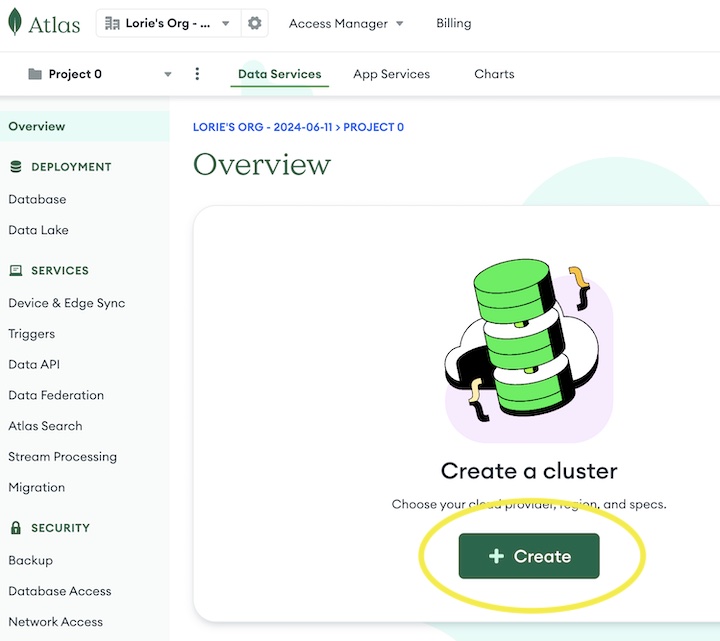 Atlas
Lorie's Org - ...
Access Manager
Billing
Project 0
Data Services
App Services
Charts
Overview
DEPLOYMENT
Database
Data Lake
SERVICES
Device & Edge Sync
Triggers
Data API
Data Federation
Atlas Search
Stream Processing
Migration
SECURITY
Backup
Database Access
Network Access
LORIE'S ORG - 2024-06-11 > PROJECT 0
Overview
Create a cluster
Choose your cloud provider, region, and specs.
+ Create